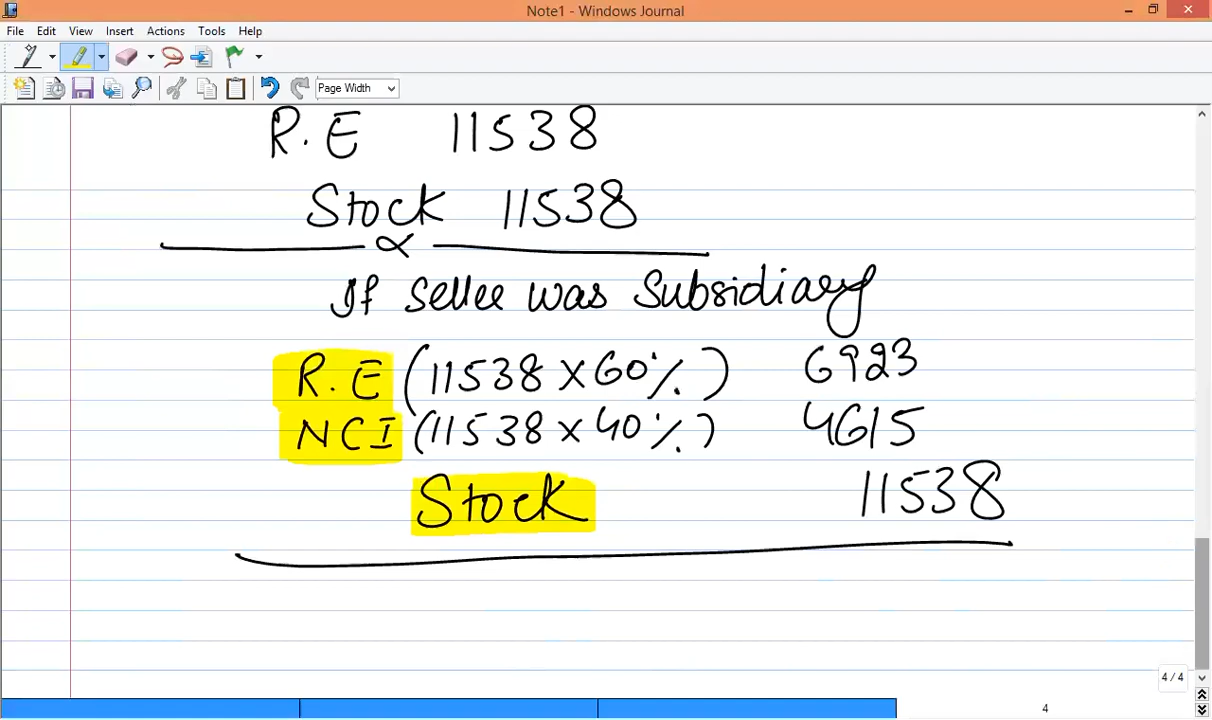 Note1 - Windows Journal
File Edit View Insert Actions Tools Help
Page Width
R.E 11538
Stock 11538
If Seller was Subsidiary
R.E (11538 X 60%) 6923
NCI (11538 X 40%) 4615
Stock 11538
4 / 4
4